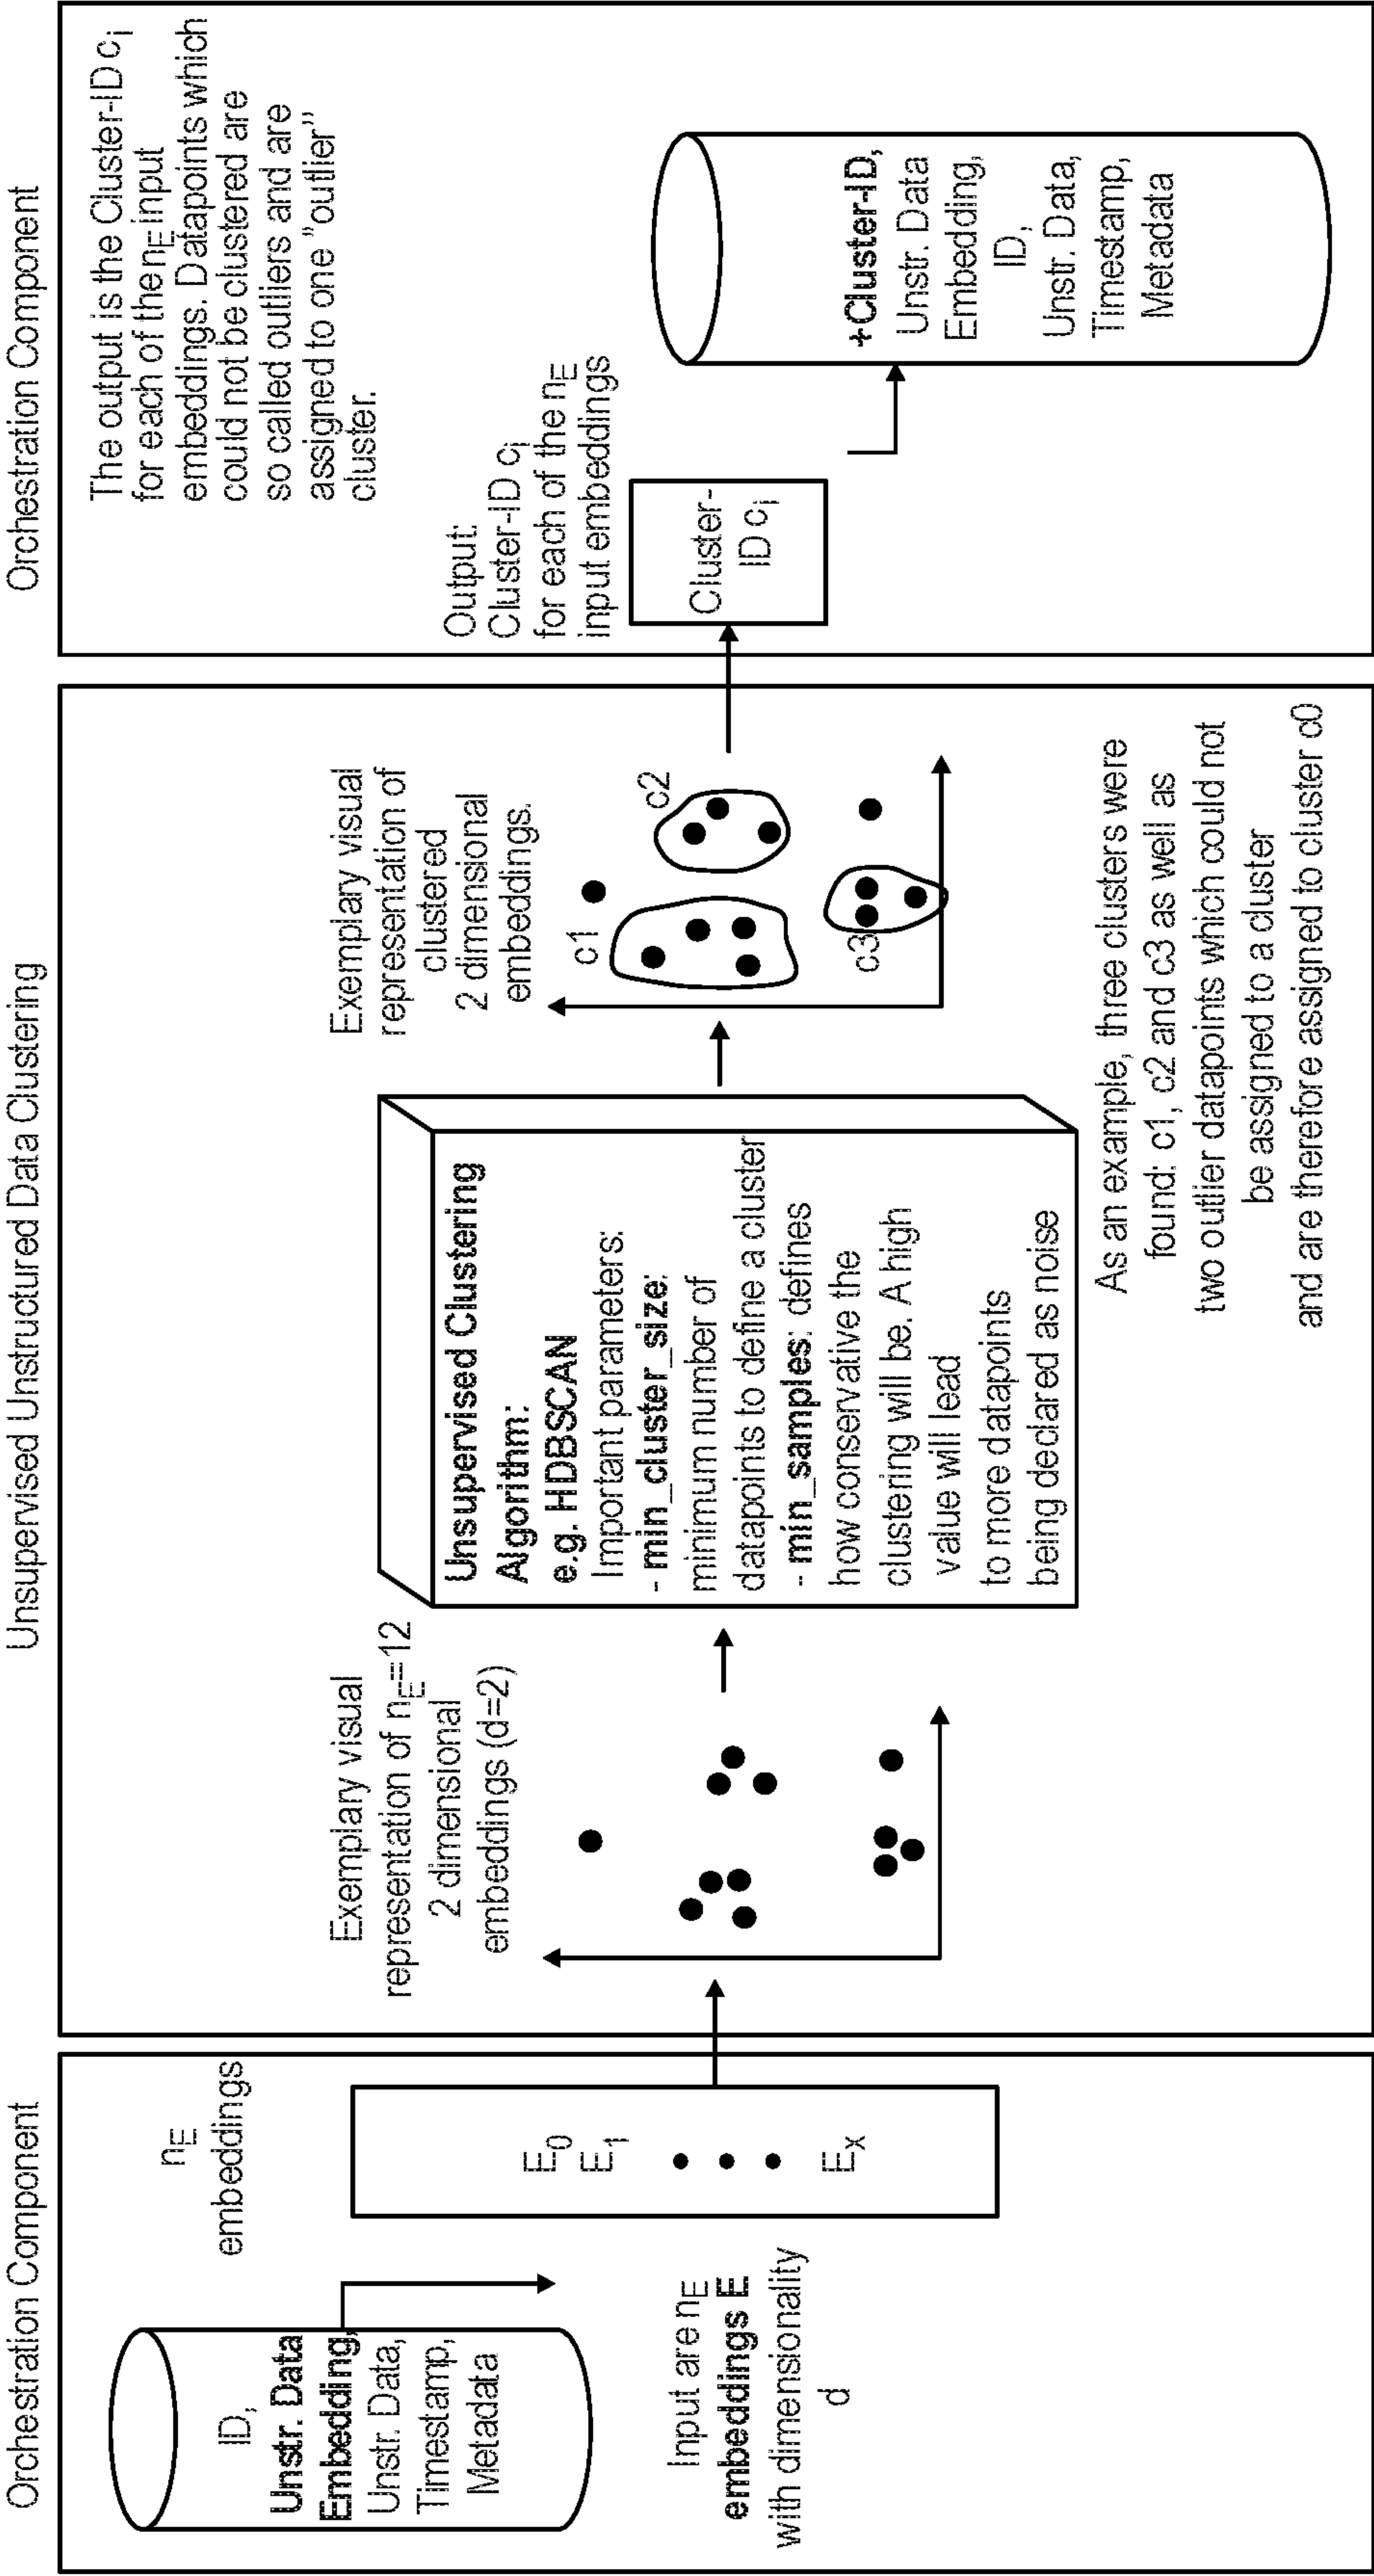 Orchestration Component
ID,
Unstr. Data
Embedding,
Unstr. Data,
Timestamp,
Metadata
Input are nE
embeddings E
with dimensionality
d
nE
embeddings
E0
E1
Ex
Unsupervised Unstructured Data Clustering
Exemplary visual
representation of nE=12
2 dimensional
embeddings (d=2)
Unsupervised Clustering
Algorithm:
e.g. HDBSCAN
Important parameters:
- min_cluster_size:
minimum number of
datapoints to define a cluster
- min_samples: defines
how conservative the
clustering will be. A high
value will lead
to more datapoints
being declared as noise
Exemplary visual
representation of
clustered
2 dimensional
embeddings.
c1
c2
c3
As an example, three clusters were
found: c1, c2 and c3 as well as
two outlier datapoints which could not
be assigned to a cluster
and are therefore assigned to cluster c0
Orchestration Component
The output is the Cluster-ID ci
for each of the nE input
embeddings. Datapoints which
could not be clustered are
so called outliers and are
assigned to one "outlier"
cluster.
Output:
Cluster-ID ci
for each of the nE
input embeddings
Cluster-
ID ci
+Cluster-ID,
Unstr. Data
Embedding,
ID,
Unstr. Data,
Timestamp,
Metadata